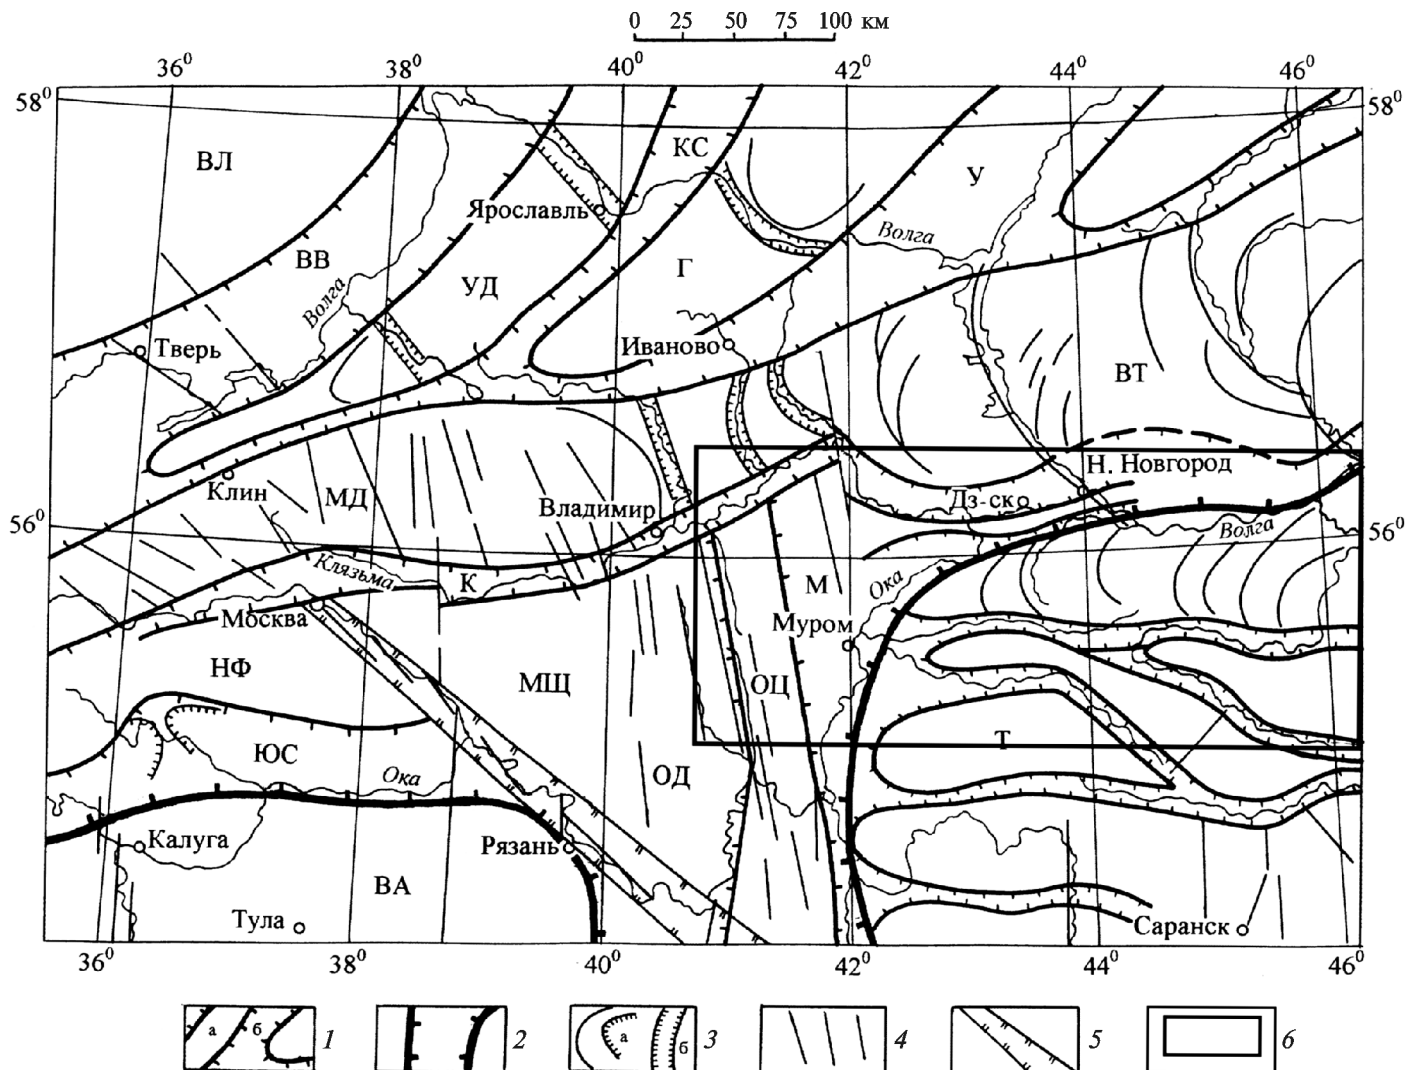 0 25 50 75 100 км
36⁰ 38⁰ 40⁰ 42⁰ 44⁰ 46⁰
58⁰ 58⁰
КС
ВЛ
У
Ярославль
Волга
ВВ
Г
УД
Волга
Иваново
Тверь
ВТ
Н. Новгород
Клин
МД
Дз-ск
Владимир
56⁰ 56⁰
Волга
Клязьма
К
М
Ока
Москва
Муром
НФ
МЩ
ОЦ
ЮС
Т
Ока
ОД
Калуга
Рязань
ВА
Тула
Саранск
36⁰ 38⁰ 40⁰ 42⁰ 44⁰ 46⁰
а б 1 2 а б 3 4 5 6